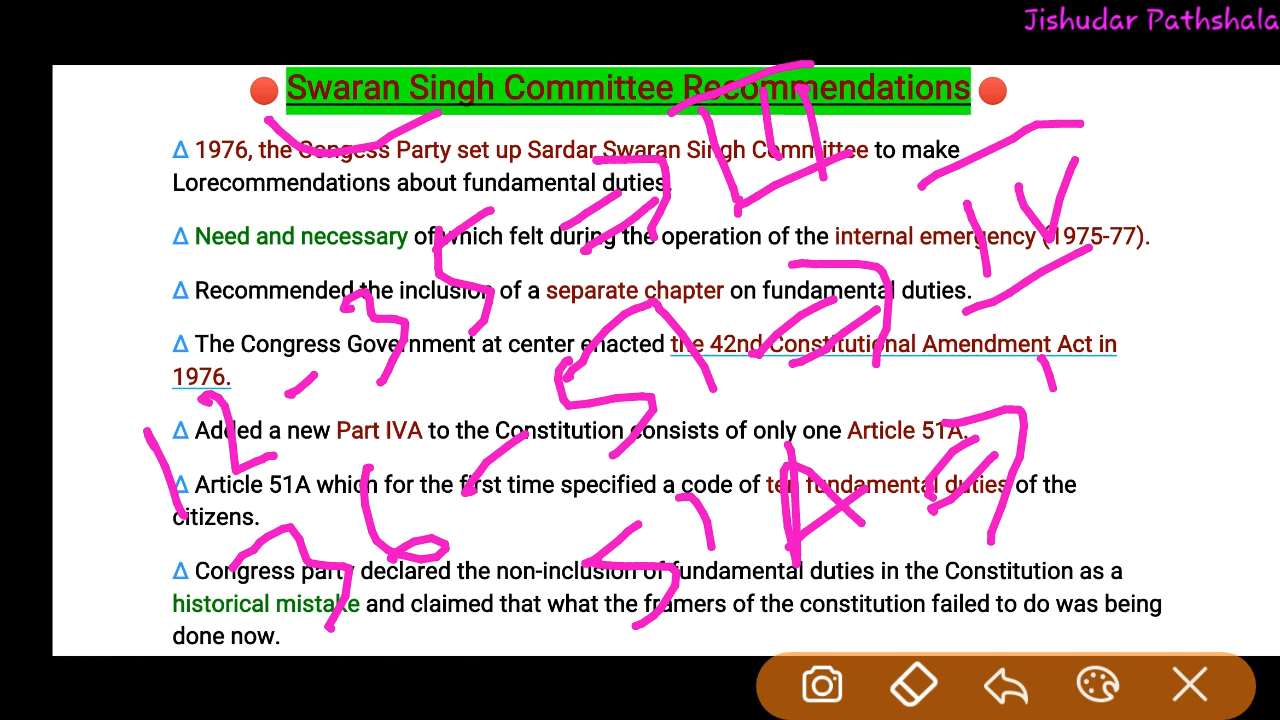 Jishudar Pathshala
Swaran Singh Committee Recommendations
Δ 1976, the Congess Party set up Sardar Swaran Singh Committee to make
Lorecommendations about fundamental duties.
Δ Need and necessary of which felt during the operation of the internal emergency (1975-77).
Δ Recommended the inclusion of a separate chapter on fundamental duties.
Δ The Congress Government at center enacted the 42nd Constitutional Amendment Act in
1976.
Δ Added a new Part IVA to the Constitution consists of only one Article 51A.
Δ Article 51A which for the first time specified a code of ten fundamental duties of the
citizens.
Δ Congress party declared the non-inclusion of fundamental duties in the Constitution as a
historical mistake and claimed that what the framers of the constitution failed to do was being
done now.